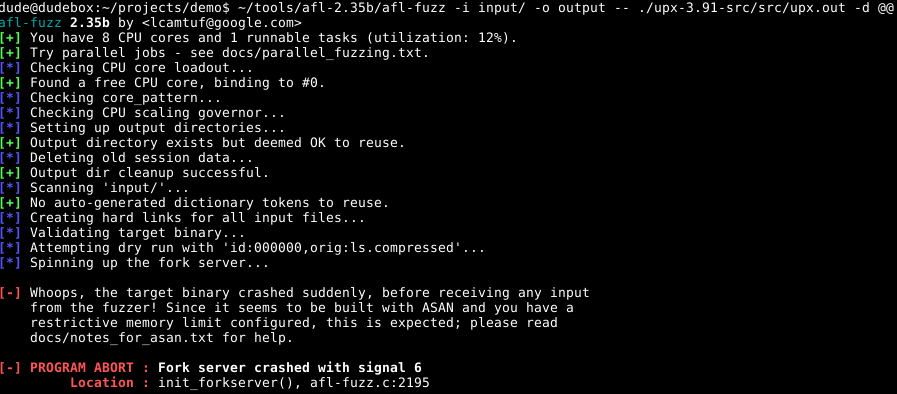 dude@dudebox:~/projects/demo$ ~/tools/afl-2.35b/afl-fuzz -i input/ -o output -- ./upx-3.91-src/src/upx.out -d @@
afl-fuzz 2.35b by <lcamtuf@google.com>
[+] You have 8 CPU cores and 1 runnable tasks (utilization: 12%).
[+] Try parallel jobs - see docs/parallel_fuzzing.txt.
[*] Checking CPU core loadout...
[+] Found a free CPU core, binding to #0.
[*] Checking core_pattern...
[*] Checking CPU scaling governor...
[*] Setting up output directories...
[+] Output directory exists but deemed OK to reuse.
[*] Deleting old session data...
[+] Output dir cleanup successful.
[*] Scanning 'input/'...
[+] No auto-generated dictionary tokens to reuse.
[*] Creating hard links for all input files...
[*] Validating target binary...
[*] Attempting dry run with 'id:000000,orig:ls.compressed'...
[*] Spinning up the fork server...
[-] Whoops, the target binary crashed suddenly, before receiving any input
from the fuzzer! Since it seems to be built with ASAN and you have a
restrictive memory limit configured, this is expected; please read
docs/notes_for_asan.txt for help.
[-] PROGRAM ABORT : Fork server crashed with signal 6
Location : init_forkserver(), afl-fuzz.c:2195